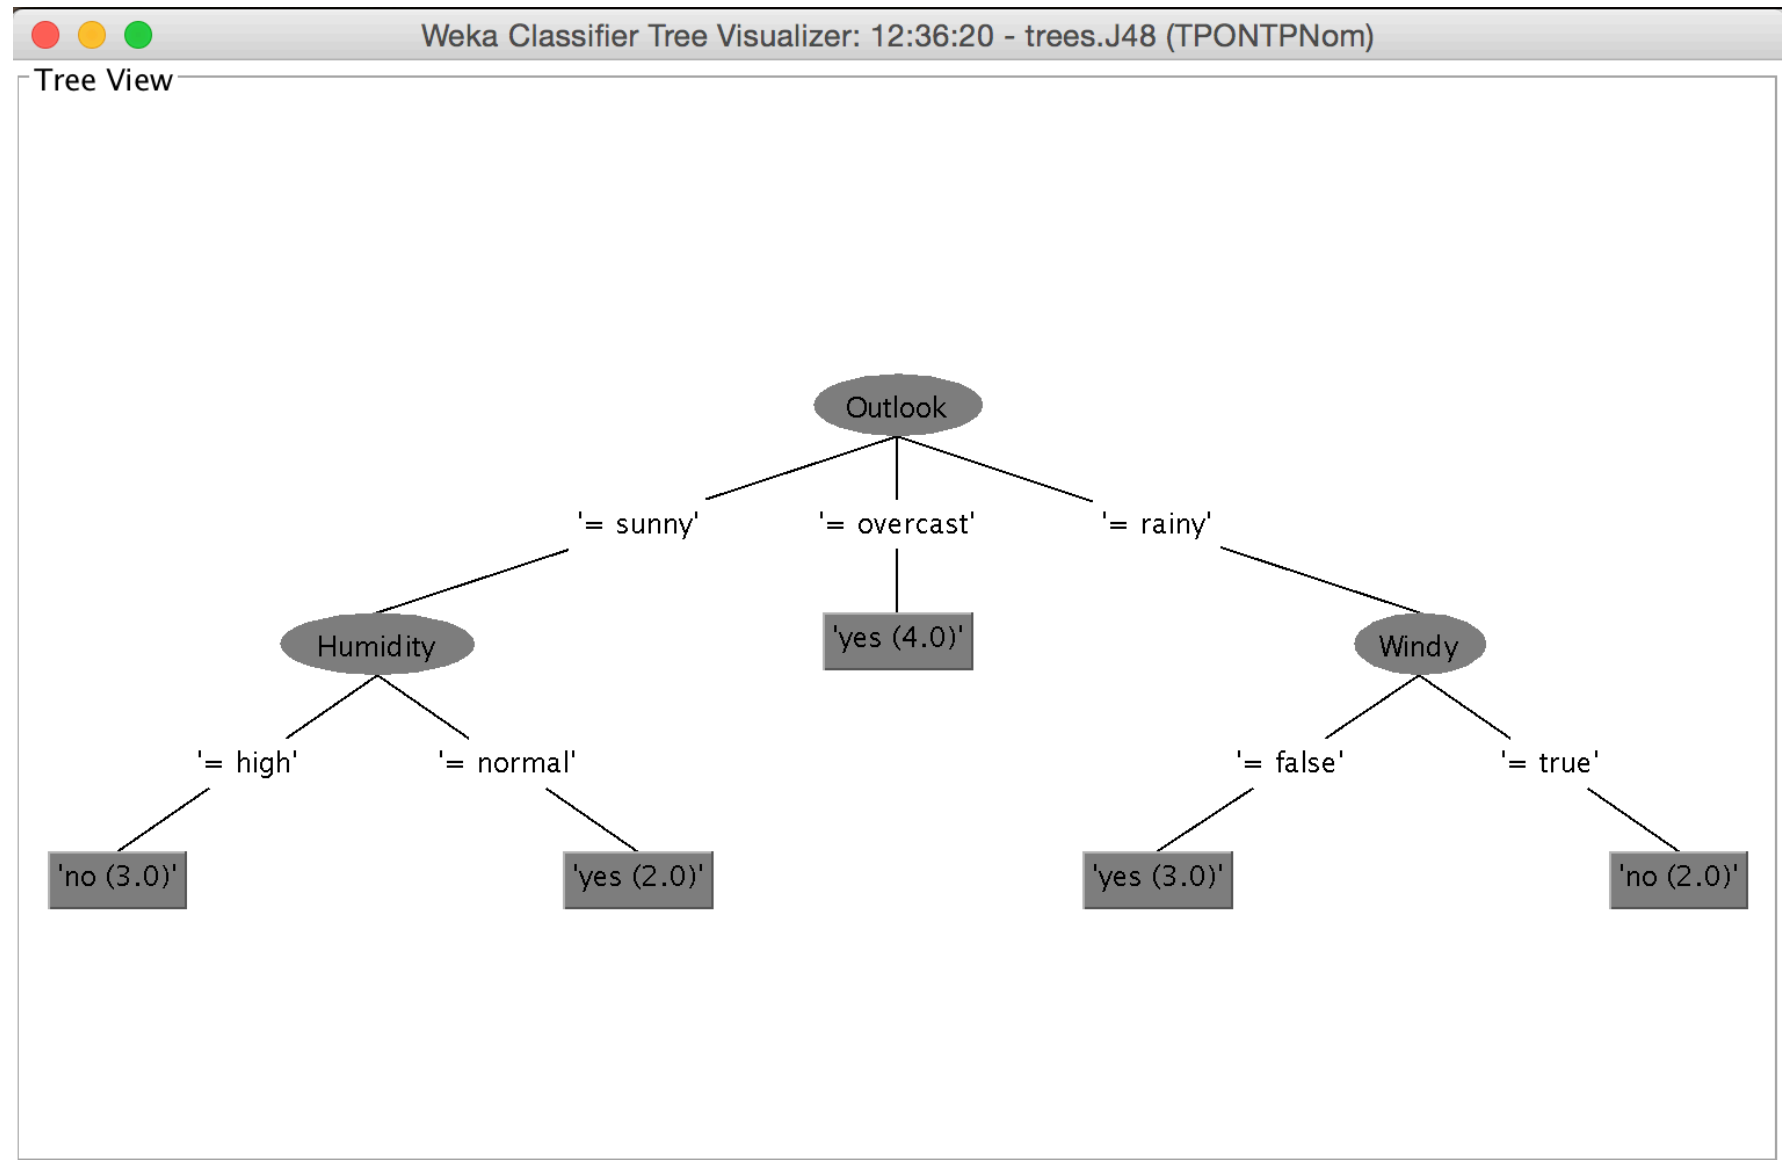 Weka Classifier Tree Visualizer: 12:36:20 - trees.J48 (TPONTPNom)
Tree View
Outlook
'= sunny' '= overcast' '= rainy'
Humidity 'yes (4.0)' Windy
'= high' '= normal' '= false' '= true'
'no (3.0)' 'yes (2.0)' 'yes (3.0)' 'no (2.0)'